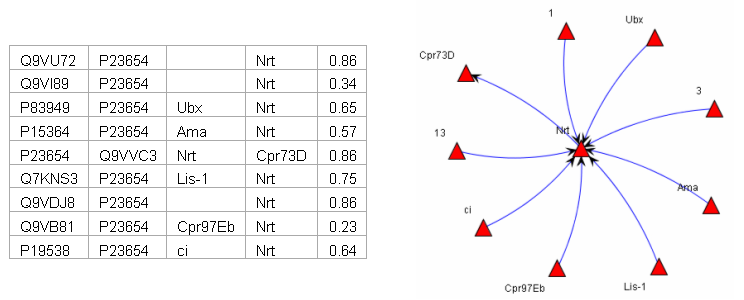 Q9VU72 P23654 Nrt 0.86
Q9VI89 P23654 Nrt 0.34
P83949 P23654 Ubx Nrt 0.65
P15364 P23654 Ama Nrt 0.57
P23654 Q9VVC3 Nrt Cpr73D 0.86
Q7KNS3 P23654 Lis-1 Nrt 0.75
Q9VDJ8 P23654 Nrt 0.86
Q9VB81 P23654 Cpr97Eb Nrt 0.23
P19538 P23654 ci Nrt 0.64
1
Ubx
Cpr73D
3
Nrt
13
Ama
ci
Cpr97Eb
Lis-1